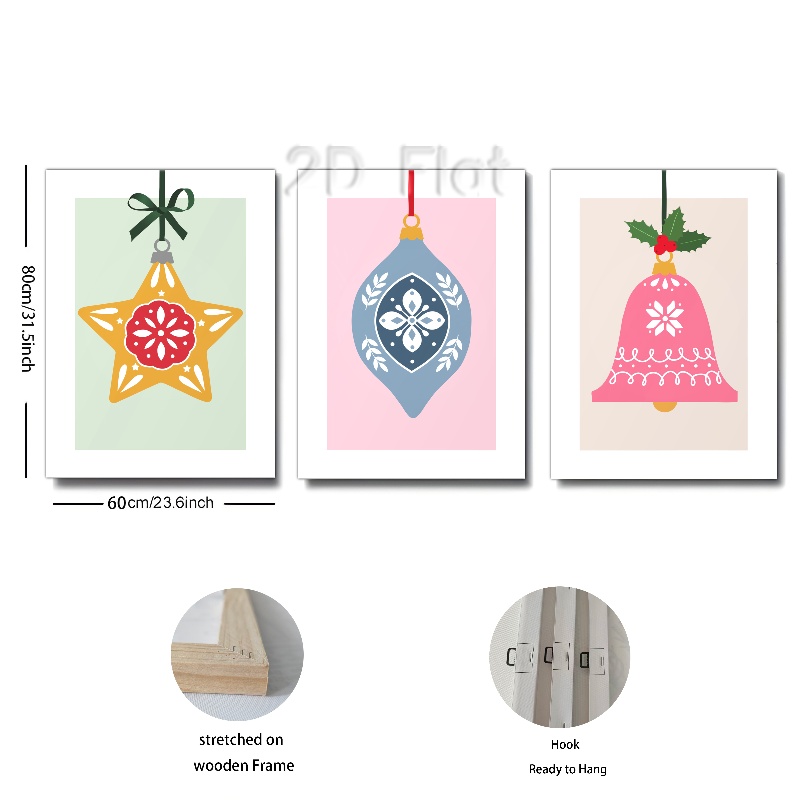 2D Flat
80cm/31.5inch
60cm/23.6inch
stretched on
wooden Frame
Hook
Ready to Hang